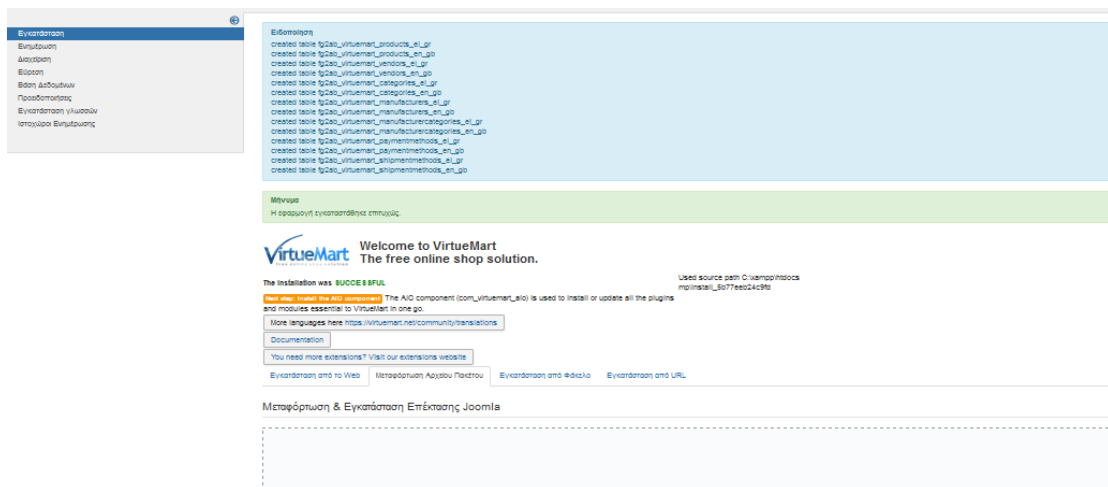 Εγκατάσταση
Ενημέρωση
Διαχείριση
Εύρεση
Βάση Δεδομένων
Προειδοποιήσεις
Εγκατάσταση γλωσσών
Ιστοχώροι Ενημέρωσης
Ειδοποίηση
created table fg2ab_virtuemart_products_el_gr
created table fg2ab_virtuemart_products_en_gb
created table fg2ab_virtuemart_vendors_el_gr
created table fg2ab_virtuemart_vendors_en_gb
created table fg2ab_virtuemart_categories_el_gr
created table fg2ab_virtuemart_categories_en_gb
created table fg2ab_virtuemart_manufacturers_el_gr
created table fg2ab_virtuemart_manufacturers_en_gb
created table fg2ab_virtuemart_manufacturercategories_el_gr
created table fg2ab_virtuemart_manufacturercategories_en_gb
created table fg2ab_virtuemart_paymentmethods_el_gr
created table fg2ab_virtuemart_paymentmethods_en_gb
created table fg2ab_virtuemart_shipmentmethods_el_gr
created table fg2ab_virtuemart_shipmentmethods_en_gb
Μήνυμα
Η εφαρμογή εγκαταστάθηκε επιτυχώς.
VirtueMart
free online shop solution
Welcome to VirtueMart
The free online shop solution.
The installation was SUCCESSFUL
Used source path C:\xampp\htdocs
mp\install_5b77eeb24c9fd
Next step: Install the AIO component The AIO component (com_virtuemart_aio) is used to install or update all the plugins
and modules essential to VirtueMart in one go.
More languages here https://virtuemart.net/community/translations
Documentation
You need more extensions? Visit our extensions website
Εγκατάσταση από το Web Μεταφόρτωση Αρχείου Πακέτου Εγκατάσταση από Φάκελο Εγκατάσταση από URL
Μεταφόρτωση & Εγκατάσταση Επέκτασης Joomla